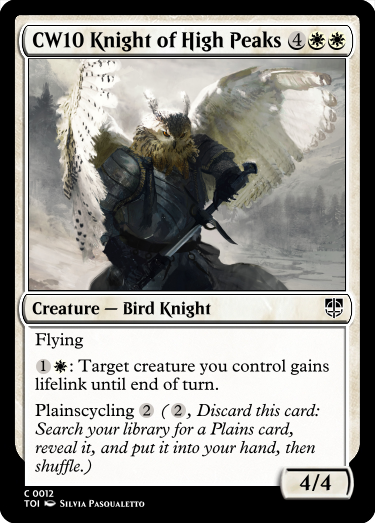 CW10 Knight of High Peaks 4
Creature — Bird Knight
Flying
1 : Target creature you control gains
lifelink until end of turn.
Plainscycling 2 ( 2, Discard this card:
Search your library for a Plains card,
reveal it, and put it into your hand, then
shuffle.)
4/4
C 0012
TOI Silvia Pasqualetto